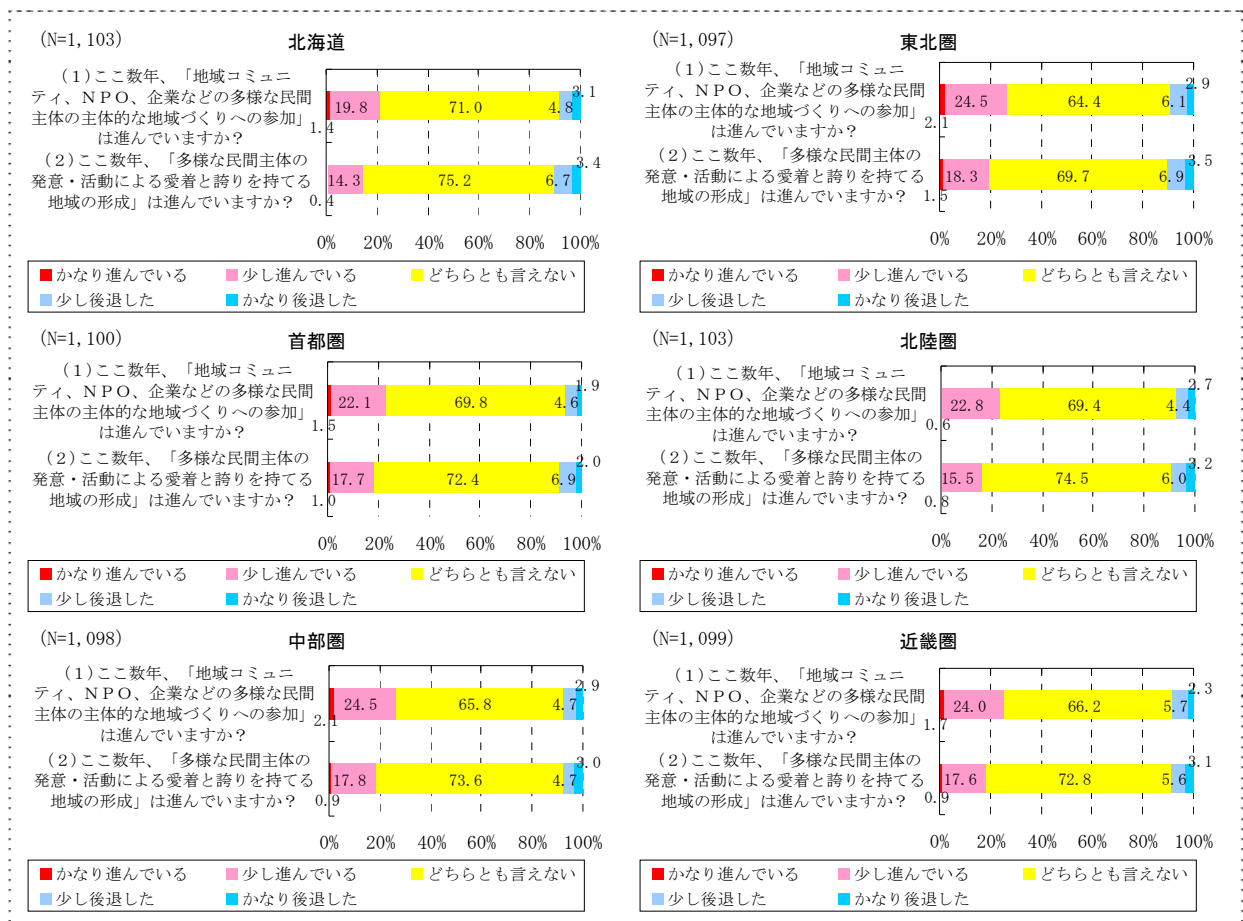 (N=1,103)
北海道
(1)ここ数年、「地域コミュニ
ティ、NPO、企業などの多様な民間
主体の主体的な地域づくりへの参加」
は進んでいますか?
(2)ここ数年、「多様な民間主体の
発意・活動による愛着と誇りを持てる
地域の形成」は進んでいますか?
1.4 19.8 71.0 4.8 3.1
0.4 14.3 75.2 6.7 3.4
0% 20% 40% 60% 80% 100%
かなり進んでいる 少し進んでいる どちらとも言えない
少し後退した かなり後退した
(N=1,097)
東北圏
(1)ここ数年、「地域コミュニ
ティ、NPO、企業などの多様な民間
主体の主体的な地域づくりへの参加」
は進んでいますか?
(2)ここ数年、「多様な民間主体の
発意・活動による愛着と誇りを持てる
地域の形成」は進んでいますか?
2.1 24.5 64.4 6.1 2.9
1.5 18.3 69.7 6.9 3.5
0% 20% 40% 60% 80% 100%
かなり進んでいる 少し進んでいる どちらとも言えない
少し後退した かなり後退した
(N=1,100)
首都圏
(1)ここ数年、「地域コミュニ
ティ、NPO、企業などの多様な民間
主体の主体的な地域づくりへの参加」
は進んでいますか?
(2)ここ数年、「多様な民間主体の
発意・活動による愛着と誇りを持てる
地域の形成」は進んでいますか?
1.5 22.1 69.8 4.6 1.9
1.0 17.7 72.4 6.9 2.0
0% 20% 40% 60% 80% 100%
かなり進んでいる 少し進んでいる どちらとも言えない
少し後退した かなり後退した
(N=1,103)
北陸圏
(1)ここ数年、「地域コミュニ
ティ、NPO、企業などの多様な民間
主体の主体的な地域づくりへの参加」
は進んでいますか?
(2)ここ数年、「多様な民間主体の
発意・活動による愛着と誇りを持てる
地域の形成」は進んでいますか?
0.6 22.8 69.4 4.4 2.7
0.8 15.5 74.5 6.0 3.2
0% 20% 40% 60% 80% 100%
かなり進んでいる 少し進んでいる どちらとも言えない
少し後退した かなり後退した
(N=1,098)
中部圏
(1)ここ数年、「地域コミュニ
ティ、NPO、企業などの多様な民間
主体の主体的な地域づくりへの参加」
は進んでいますか?
(2)ここ数年、「多様な民間主体の
発意・活動による愛着と誇りを持てる
地域の形成」は進んでいますか?
2.1 24.5 65.8 4.7 2.9
0.9 17.8 73.6 4.7 3.0
0% 20% 40% 60% 80% 100%
かなり進んでいる 少し進んでいる どちらとも言えない
少し後退した かなり後退した
(N=1,099)
近畿圏
(1)ここ数年、「地域コミュニ
ティ、NPO、企業などの多様な民間
主体の主体的な地域づくりへの参加」
は進んでいますか?
(2)ここ数年、「多様な民間主体の
発意・活動による愛着と誇りを持てる
地域の形成」は進んでいますか?
1.7 24.0 66.2 5.7 2.3
0.9 17.6 72.8 5.6 3.1
0% 20% 40% 60% 80% 100%
かなり進んでいる 少し進んでいる どちらとも言えない
少し後退した かなり後退した